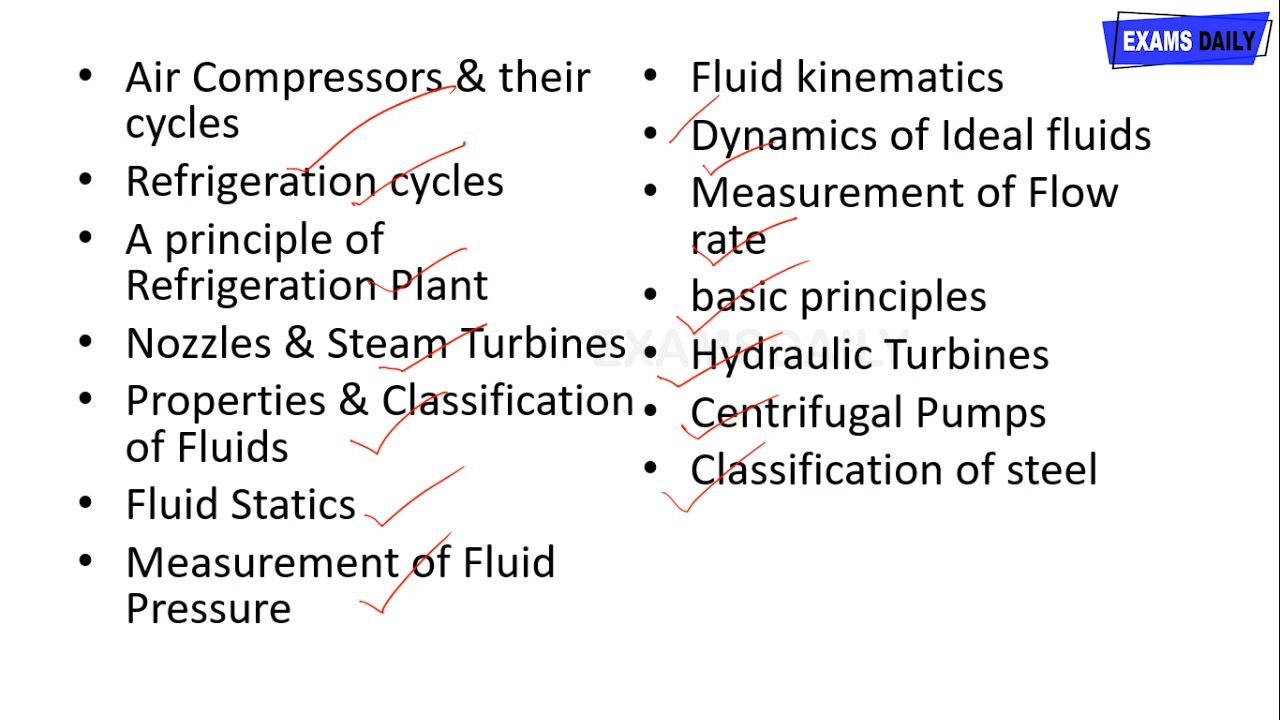 EXAMS DAILY
• Air Compressors & their
cycles
• Refrigeration cycles
• A principle of
Refrigeration Plant
• Nozzles & Steam Turbines
• Properties & Classification
of Fluids
• Fluid Statics
• Measurement of Fluid
Pressure
• Fluid kinematics
• Dynamics of Ideal fluids
• Measurement of Flow
rate
• basic principles
• Hydraulic Turbines
• Centrifugal Pumps
• Classification of steel
EXAMSDAILY